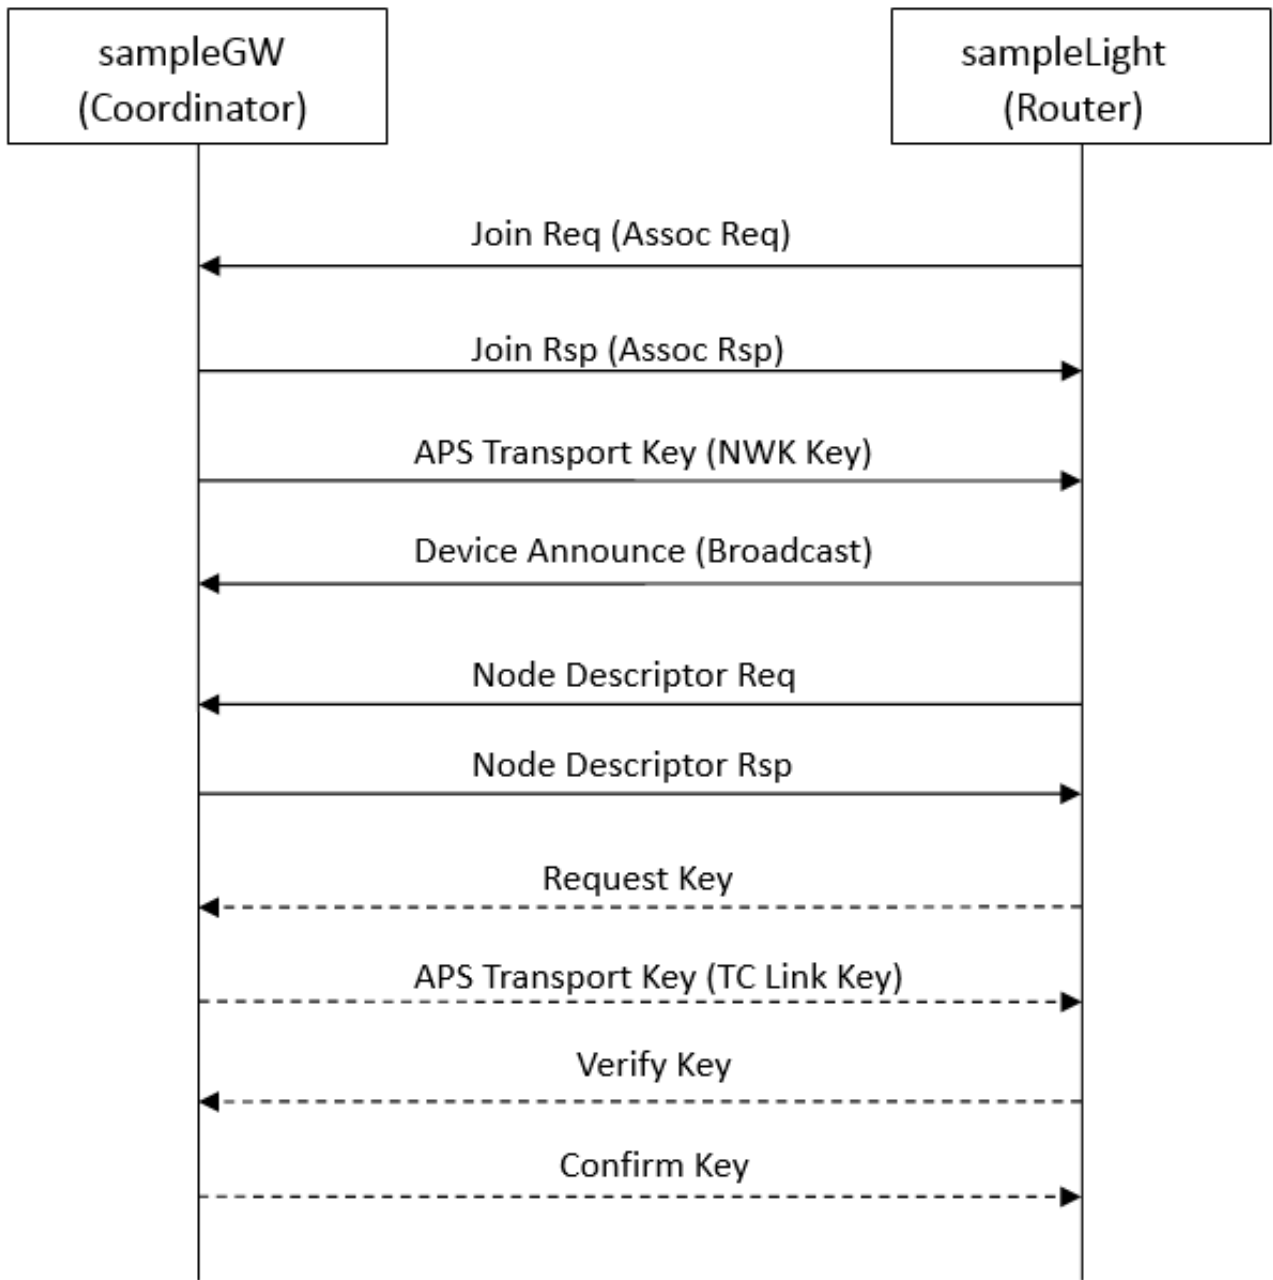 sampleGW
(Coordinator)
sampleLight
(Router)
Join Req (Assoc Req)
Join Rsp (Assoc Rsp)
APS Transport Key (NWK Key)
Device Announce (Broadcast)
Node Descriptor Req
Node Descriptor Rsp
Request Key
APS Transport Key (TC Link Key)
Verify Key
Confirm Key